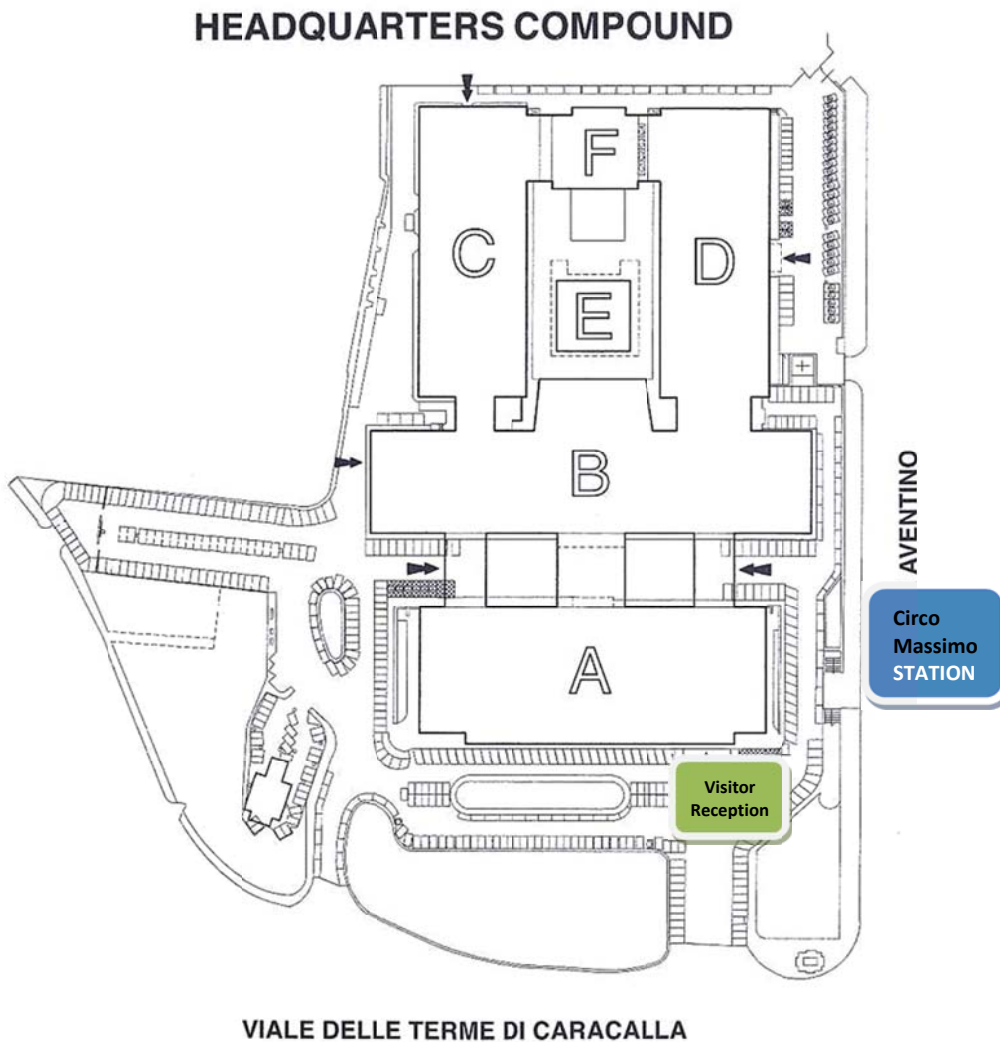 HEADQUARTERS COMPOUND
F
C
D
E
B
AVENTINO
Circo
Massimo
STATION
A
Visitor
Reception
VIALE DELLE TERME DI CARACALLA